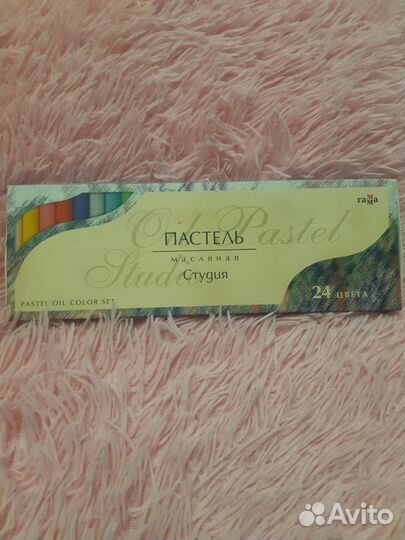 гамма
Oil Pastel
ПАСТЕЛЬ
масляная
Studio
Студия
PASTEL OIL COLOR SET
24 ЦВЕТА
Avito